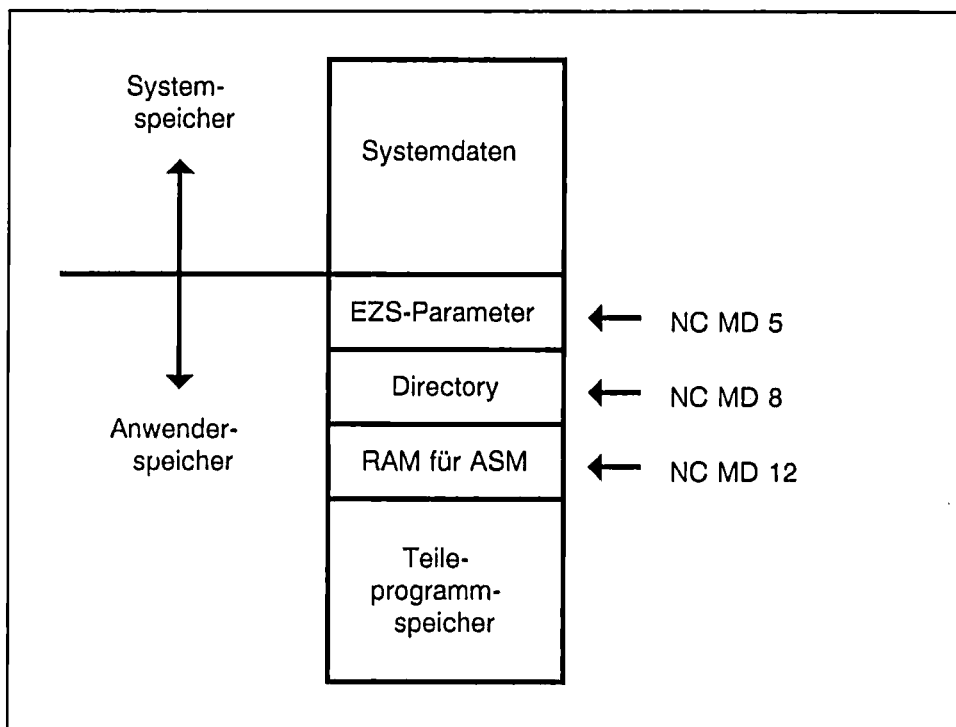 System-
speicher
Systemdaten
EZS-Parameter
NC MD 5
Directory
NC MD 8
Anwender-
speicher
RAM für ASM
NC MD 12
Teile-
programm-
speicher